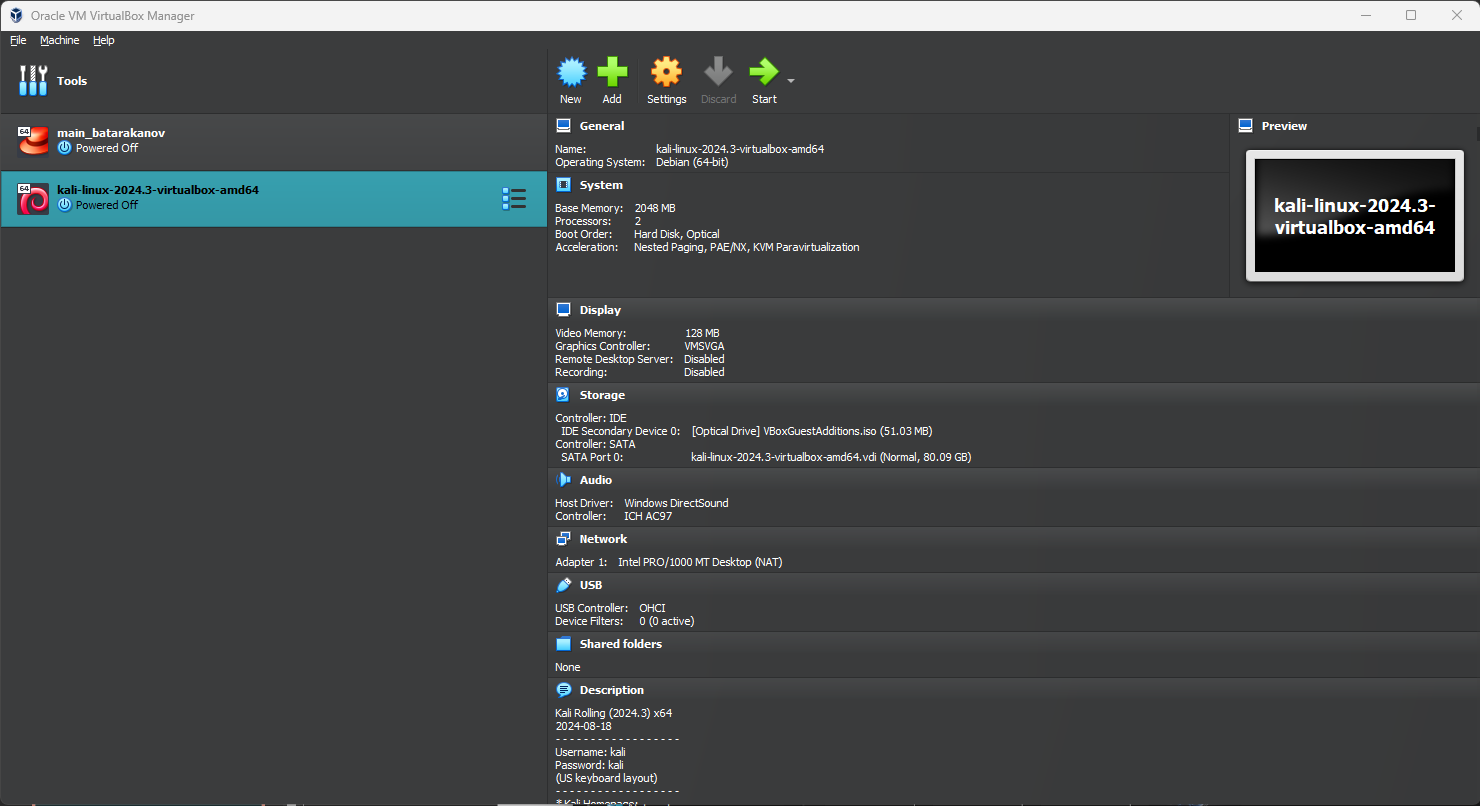 Oracle VM VirtualBox Manager
File Machine Help
Tools
64
main_batarakanov
Powered Off
64
kali-linux-2024.3-virtualbox-amd64
Powered Off
New Add Settings Discard Start
General
Name: kali-linux-2024.3-virtualbox-amd64
Operating System: Debian (64-bit)
System
Base Memory: 2048 MB
Processors: 2
Boot Order: Hard Disk, Optical
Acceleration: Nested Paging, PAE/NX, KVM Paravirtualization
Preview
kali-linux-2024.3-
virtualbox-amd64
Display
Video Memory: 128 MB
Graphics Controller: VMSVGA
Remote Desktop Server: Disabled
Recording: Disabled
Storage
Controller: IDE
IDE Secondary Device 0: [Optical Drive] VBoxGuestAdditions.iso (51.03 MB)
Controller: SATA
SATA Port 0: kali-linux-2024.3-virtualbox-amd64.vdi (Normal, 80.09 GB)
Audio
Host Driver: Windows DirectSound
Controller: ICH AC97
Network
Adapter 1: Intel PRO/1000 MT Desktop (NAT)
USB
USB Controller: OHCI
Device Filters: 0 (0 active)
Shared folders
None
Description
Kali Rolling (2024.3) x64
2024-08-18
- - - - - - - - - - - - - - - - - - -
Username: kali
Password: kali
(US keyboard layout)
- - - - - - - - - - - - - - - - - - -
* Kali Homepage: